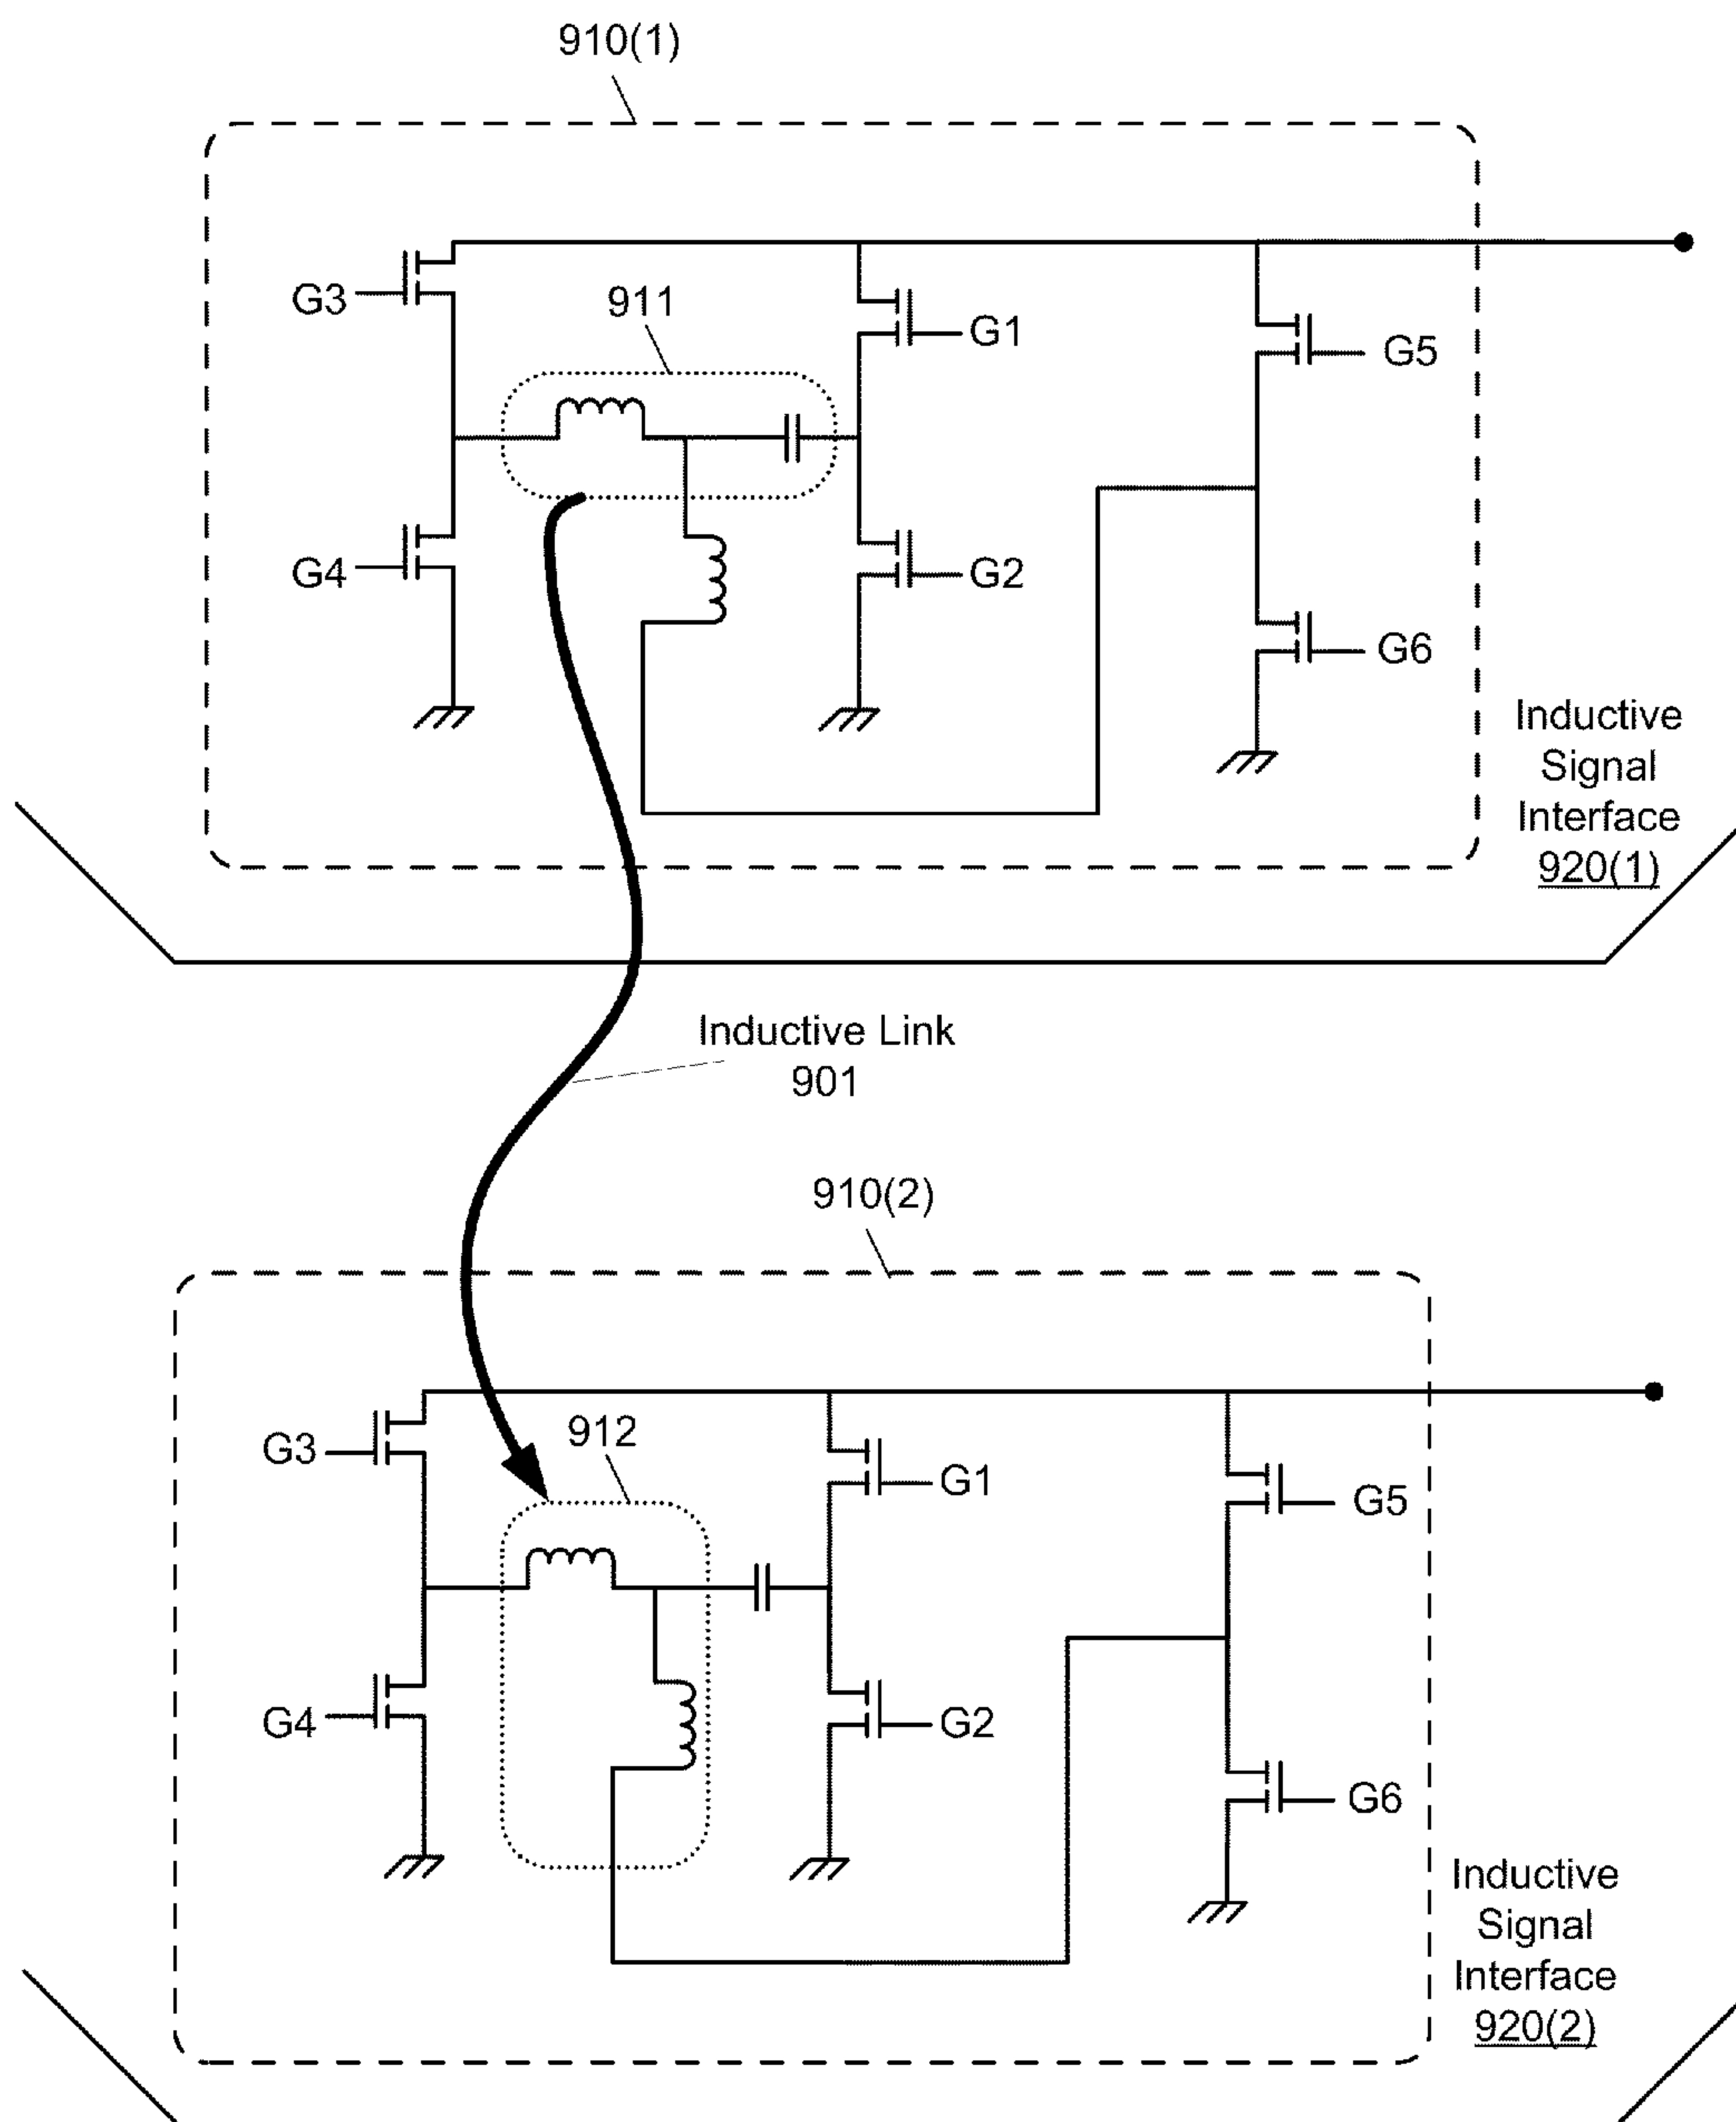 910(1)
G3
911
G1
G5
G4
G2
G6
Inductive
Signal
Interface
920(1)
Inductive Link
901
910(2)
G3
912
G1
G5
G4
G2
G6
Inductive
Signal
Interface
920(2)